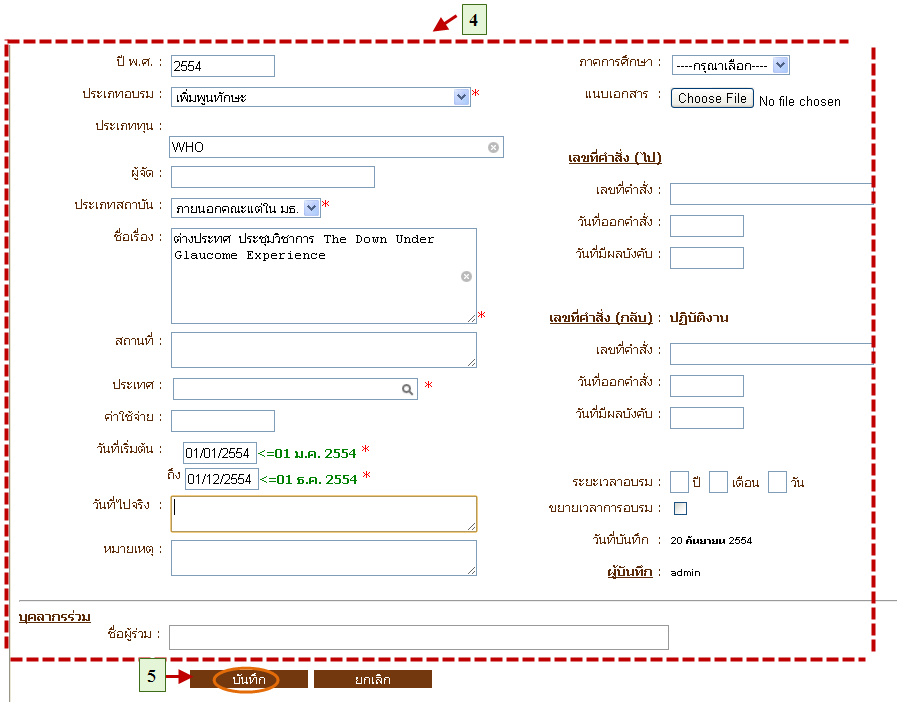 4
ปี พ.ศ. : 2554
ภาคการศึกษา : ----กรุณาเลือก----
ประเภทอบรม : เพิ่มพูนทักษะ *
แนบเอกสาร : Choose File No file chosen
ประเภททุน :
WHO
เลขที่คำสั่ง (ไป)
ผู้จัด :
เลขที่คำสั่ง :
ประเภทสถาบัน : ภายนอกคณะแต่ใน มธ. *
วันที่ออกคำสั่ง :
ชื่อเรื่อง : ต่างประทศ ประชุมวิชาการ The Down Under
Glaucome Experience
*
วันที่มีผลบังคับ :
เลขที่คำสั่ง (กลับ) : ปฏิบัติงาน
สถานที่ :
เลขที่คำสั่ง :
ประเทศ : *
วันที่ออกคำสั่ง :
ค่าใช้จ่าย :
วันที่มีผลบังคับ :
วันที่เริ่มต้น : 01/01/2554 <=01 ม.ค. 2554 *
ถึง 01/12/2554 <=01 ธ.ค. 2554 *
ระยะเวลาอบรม : ปี เดือน วัน
วันที่ไปจริง :
ขยายเวลาการอบรม :
หมายเหตุ :
วันที่บันทึก : 20 กันยายน 2554
ผู้บันทึก : admin
บุคลากรร่วม
ชื่อผู้ร่วม :
5
บันทึก ยกเลิก